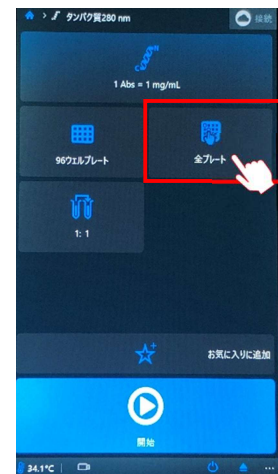 タンパク質280 nm
接続
1 Abs = 1 mg/mL
96ウエルプレート
全プレート
1: 1
お気に入りに追加
開始
34.1°C